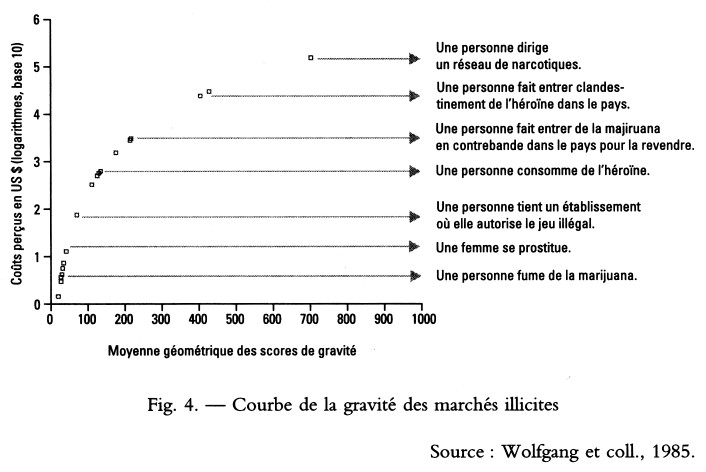 6
5
4
3
2
1
0
Coûts perçus en US $ (logarithmes, base 10)
0 100 200 300 400 500 600 700 800 900 1000
Moyenne géométrique des scores de gravité
Une personne dirige
un réseau de narcotiques.
Une personne fait entrer clandes-
tinement de l'héroïne dans le pays.
Une personne fait entrer de la majiruana
en contrebande dans le pays pour la revendre.
Une personne consomme de l'héroïne.
Une personne tient un établissement
où elle autorise le jeu illégal.
Une femme se prostitue.
Une personne fume de la marijuana.
Fig. 4. — Courbe de la gravité des marchés illicites
Source : Wolfgang et coll., 1985.